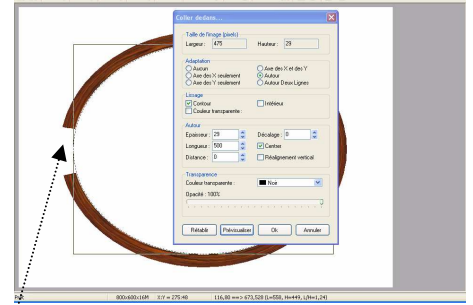 Coller dedans...
Taille de l'image (pixels)
Largeur : 475 Hauteur : 29
Adaptation
Aucun Axe des X et des Y
Axe des X seulement Autour
Axe des Y seulement Autour Deux Lignes
Lissage
Contour Intérieur
Couleur transparente :
Autour
Epaisseur : 29 Décalage : 0
Longueur : 500 Centrer
Distance : 0 Réalignement vertical
Transparence
Couleur transparente : Noir
Opacité : 100%
Rétablir Prévisualiser Ok Annuler
800x600x16M X:Y = 275:48 116,80 ==> 673,528 (L=558, H=449, L/H=1,24)